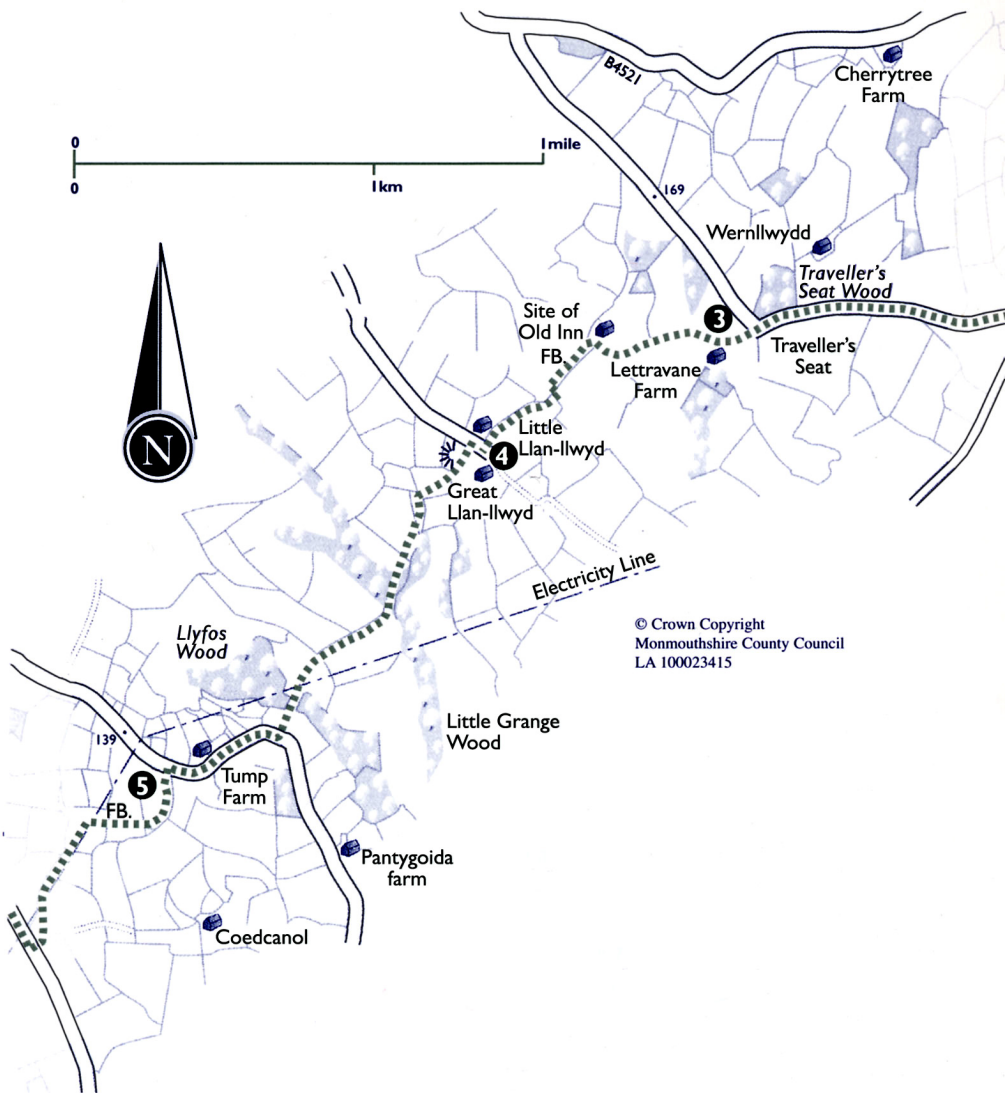 B4521
Cherrytree
Farm
0
1mile
0
1km
169
Wernllwydd
Traveller's
Seat Wood
Site of
Old Inn
FB.
3
Lettravane
Farm
Traveller's
Seat
N
Little
Llan-llwyd
4
Great
Llan-llwyd
Electricity Line
© Crown Copyright
Monmouthshire County Council
LA 100023415
Llyfos
Wood
Little Grange
Wood
139
5
Tump
Farm
FB.
Pantygoida
farm
Coedcanol